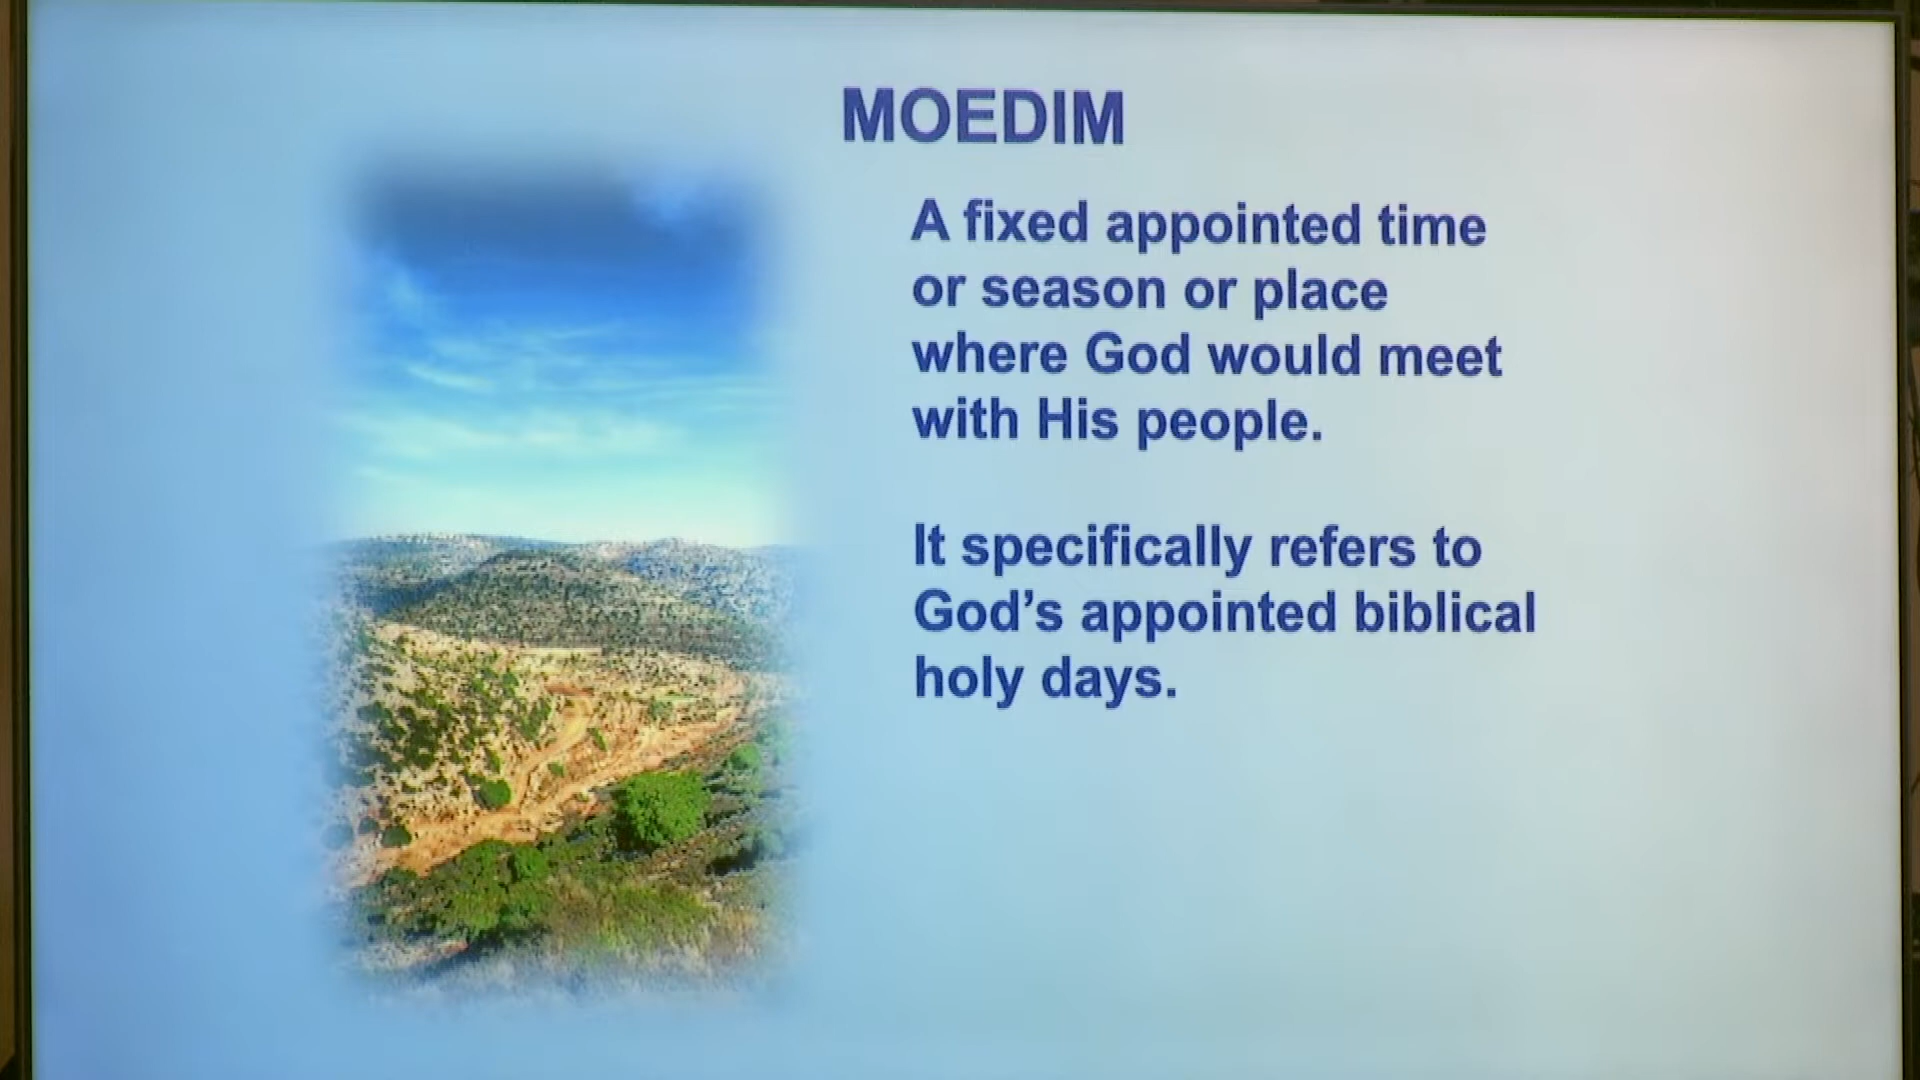 MOEDIM
A fixed appointed time
or season or place
where God would meet
with His people.
It specifically refers to
God's appointed biblical
holy days.